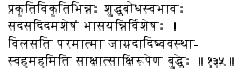 प्रकृतिविकृतिभिन्नः शुद्धबोधस्वभावः
सदसदिदमशेषं भासयन्निर्विशेषः ।
विलसति परमात्मा जाग्रदादिष्ववस्था-
स्वहमहमिति साक्षात्साक्षिरूपेण बुद्धेः ॥ १३५ ॥